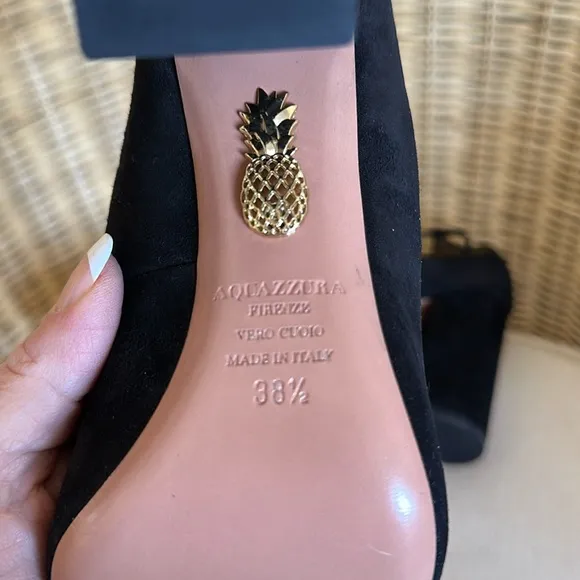 AQUAZZURA
FIRENZE
VERO CUOIO
MADE IN ITALY
38½